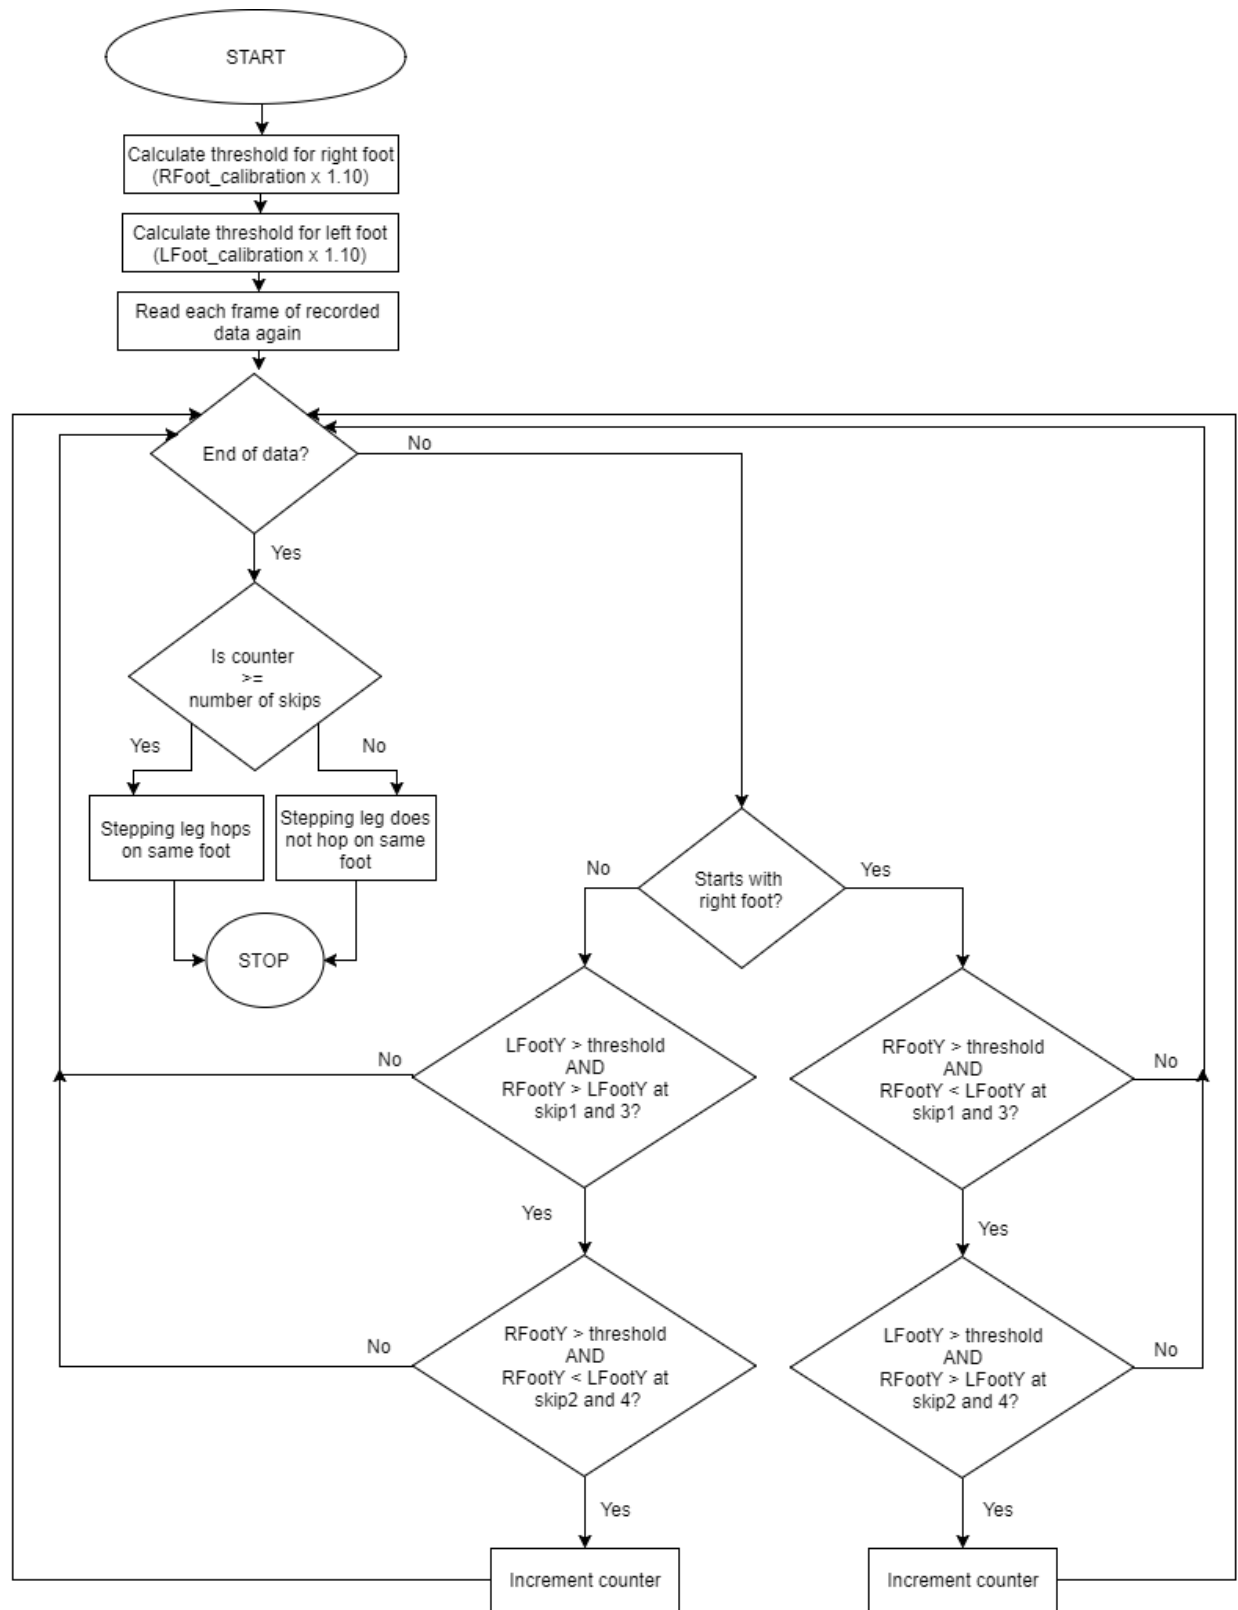 START
Calculate threshold for right foot
(RFoot_calibration x 1.10)
Calculate threshold for left foot
(LFoot_calibration x 1.10)
Read each frame of recorded
data again
End of data?
No
Yes
Is counter
>=
number of skips
Yes
No
Stepping leg hops
on same foot
Stepping leg does
not hop on same
foot
STOP
Starts with
right foot?
No
Yes
LFootY > threshold
AND
RFootY > LFootY at
skip1 and 3?
No
Yes
RFootY > threshold
AND
RFootY < LFootY at
skip1 and 3?
No
Yes
RFootY > threshold
AND
RFootY < LFootY at
skip2 and 4?
No
Yes
LFootY > threshold
AND
RFootY > LFootY at
skip2 and 4?
No
Yes
Increment counter
Increment counter